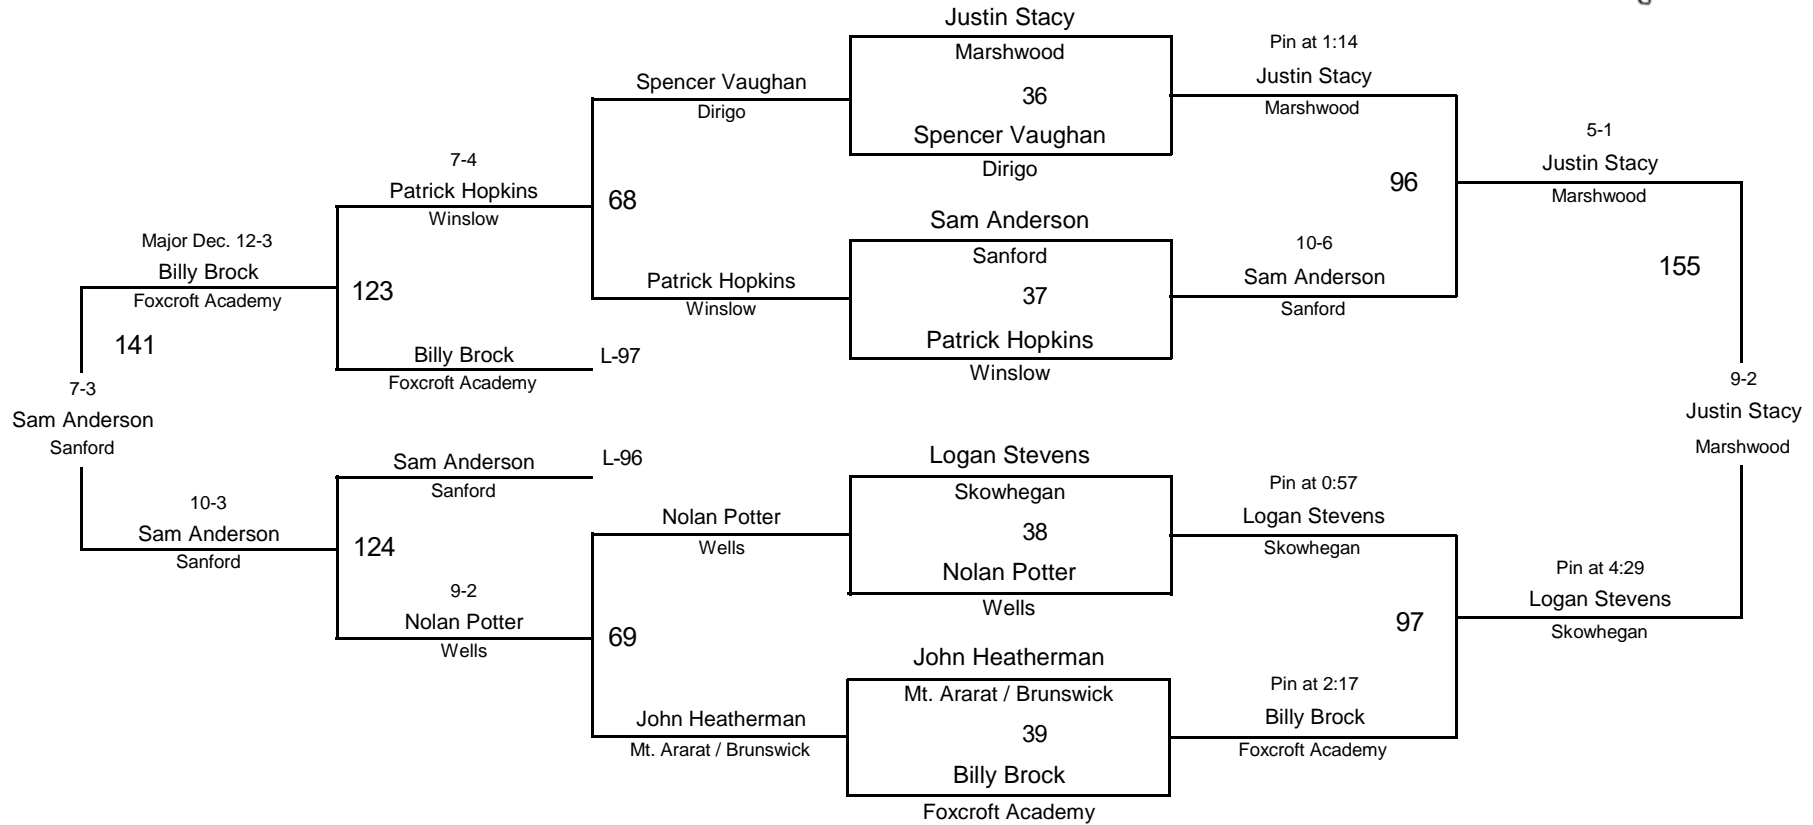 Justin Stacy
Marshwood
36
Spencer Vaughan
Dirigo
Sam Anderson
Sanford
37
Patrick Hopkins
Winslow
Logan Stevens
Skowhegan
38
Nolan Potter
Wells
John Heatherman
Mt. Ararat / Brunswick
39
Billy Brock
Foxcroft Academy
Pin at 1:14
Justin Stacy
Marshwood
96
10-6
Sam Anderson
Sanford
Pin at 0:57
Logan Stevens
Skowhegan
97
Pin at 2:17
Billy Brock
Foxcroft Academy
5-1
Justin Stacy
Marshwood
155
Pin at 4:29
Logan Stevens
Skowhegan
9-2
Justin Stacy
Marshwood
Spencer Vaughan
Dirigo
68
Patrick Hopkins
Winslow
Nolan Potter
Wells
69
John Heatherman
Mt. Ararat / Brunswick
7-4
Patrick Hopkins
Winslow
123
Billy Brock
Foxcroft Academy
L-97
Sam Anderson
Sanford
L-96
124
9-2
Nolan Potter
Wells
Major Dec. 12-3
Billy Brock
Foxcroft Academy
141
10-3
Sam Anderson
Sanford
7-3
Sam Anderson
Sanford